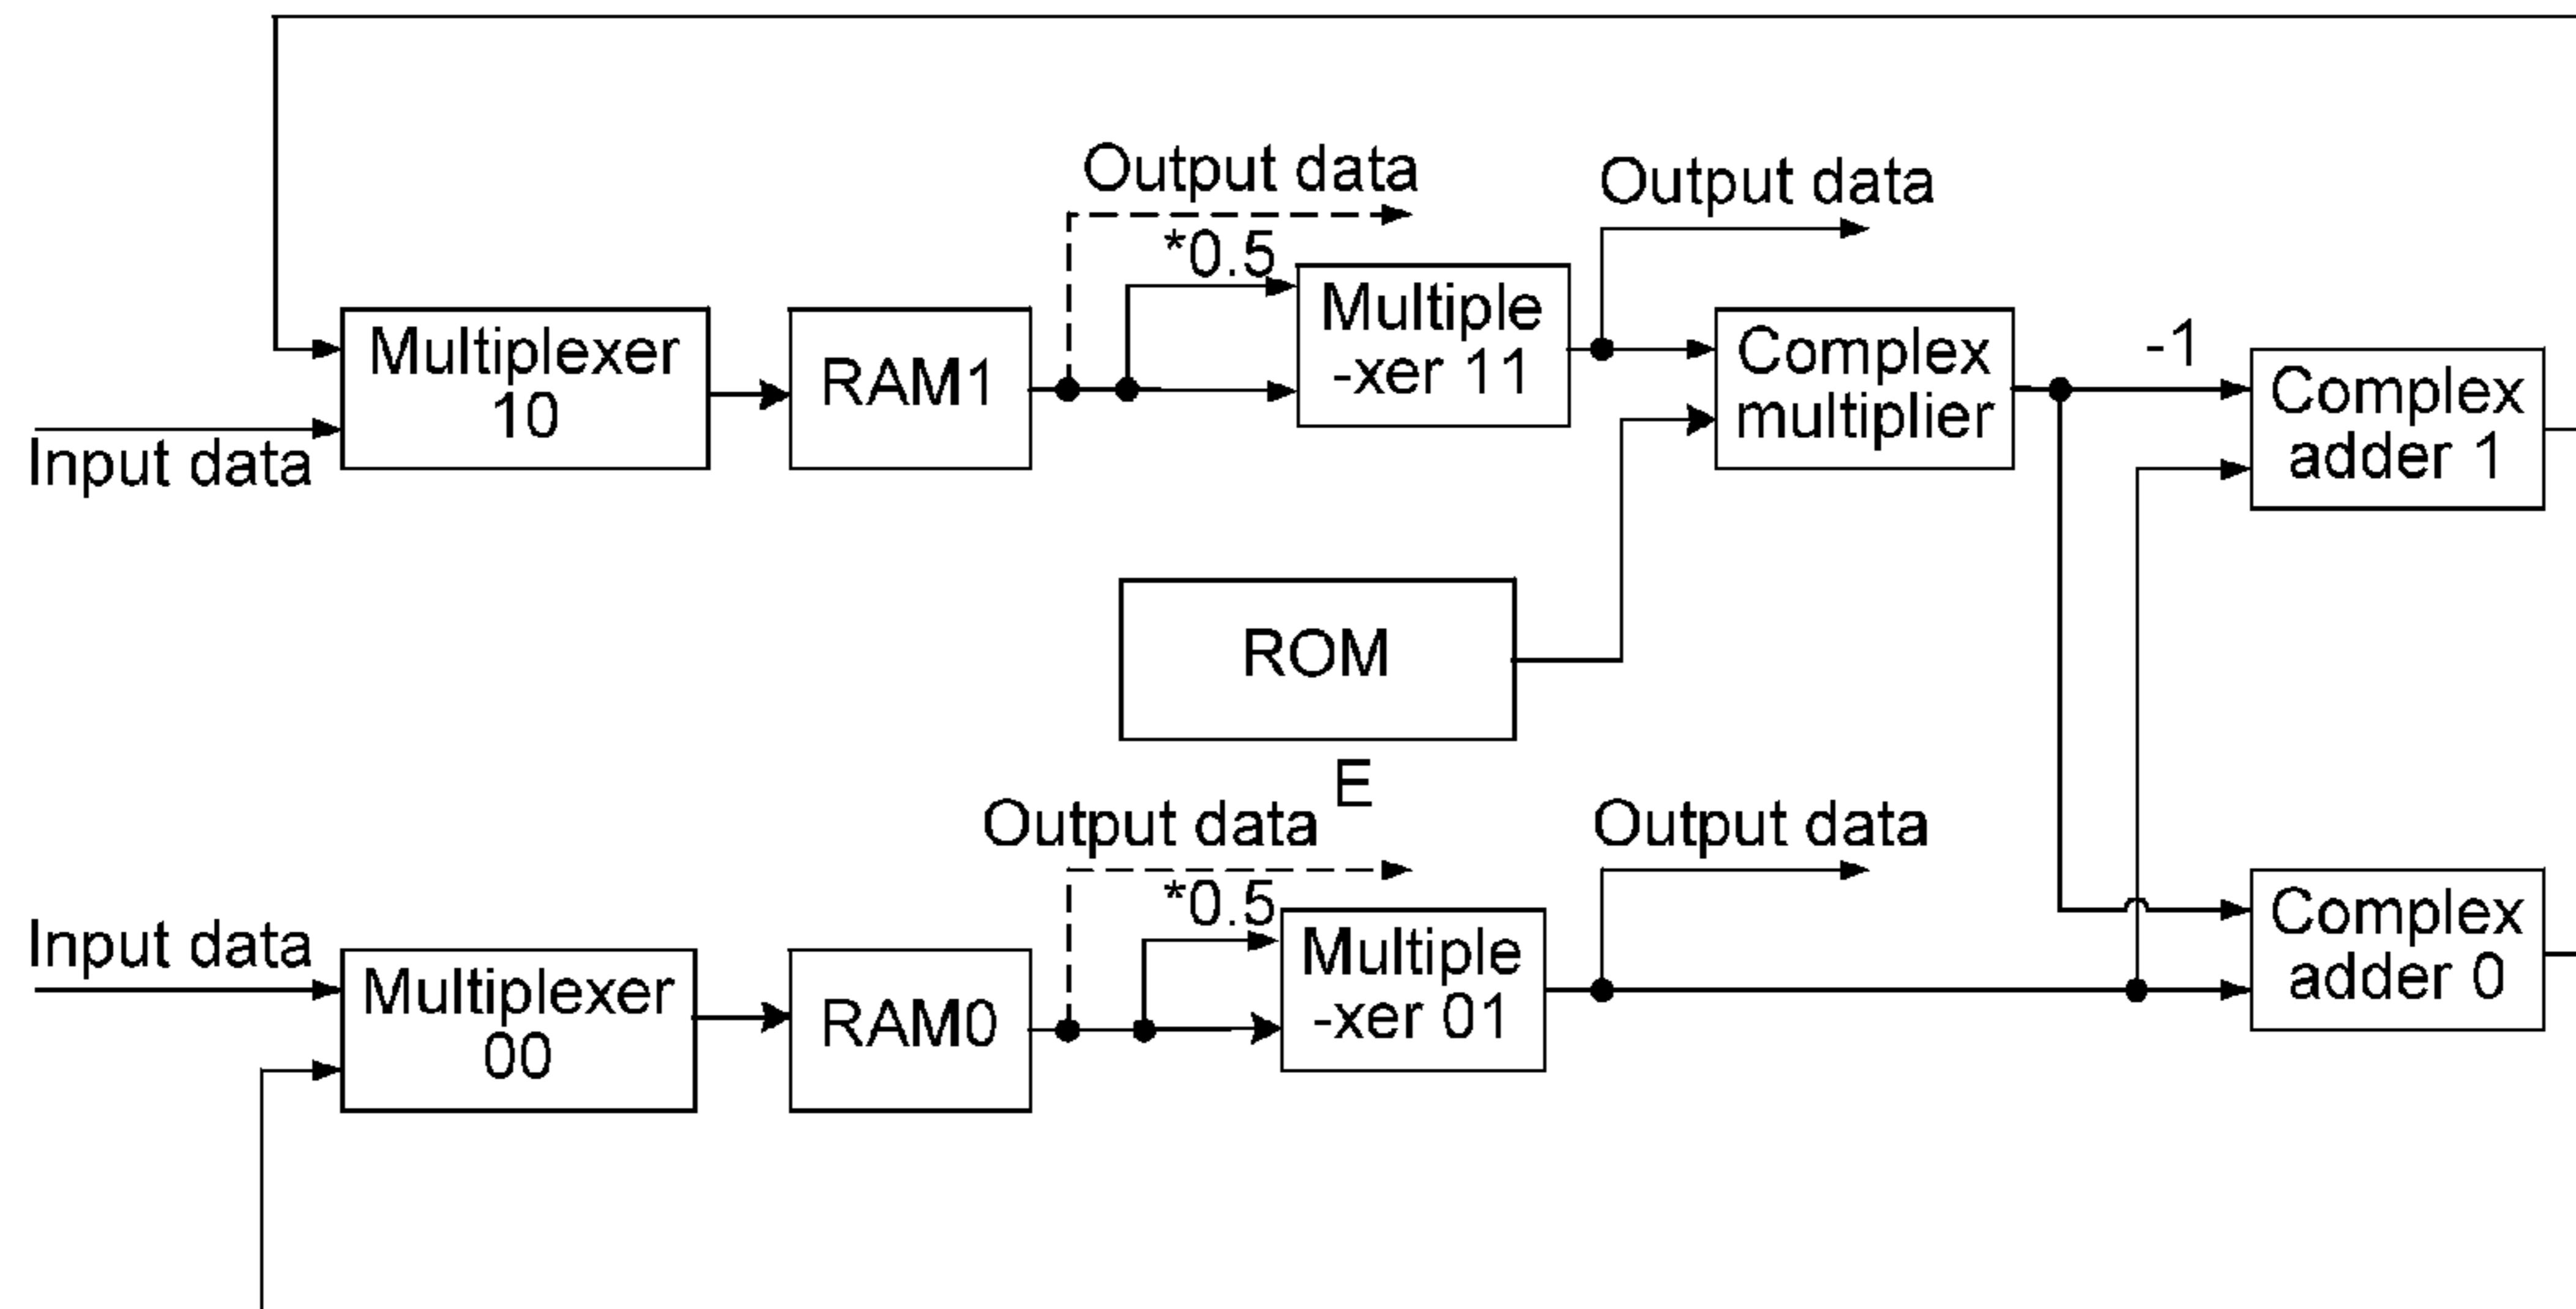 Output data
Output data
*0.5
Multiple
-xer 11
Multiplexer
10
RAM1
Complex
multiplier
-1
Complex
adder 1
Input data
ROM
E
Output data
Output data
*0.5
Input data
Multiplexer
00
RAM0
Multiple
-xer 01
Complex
adder 0